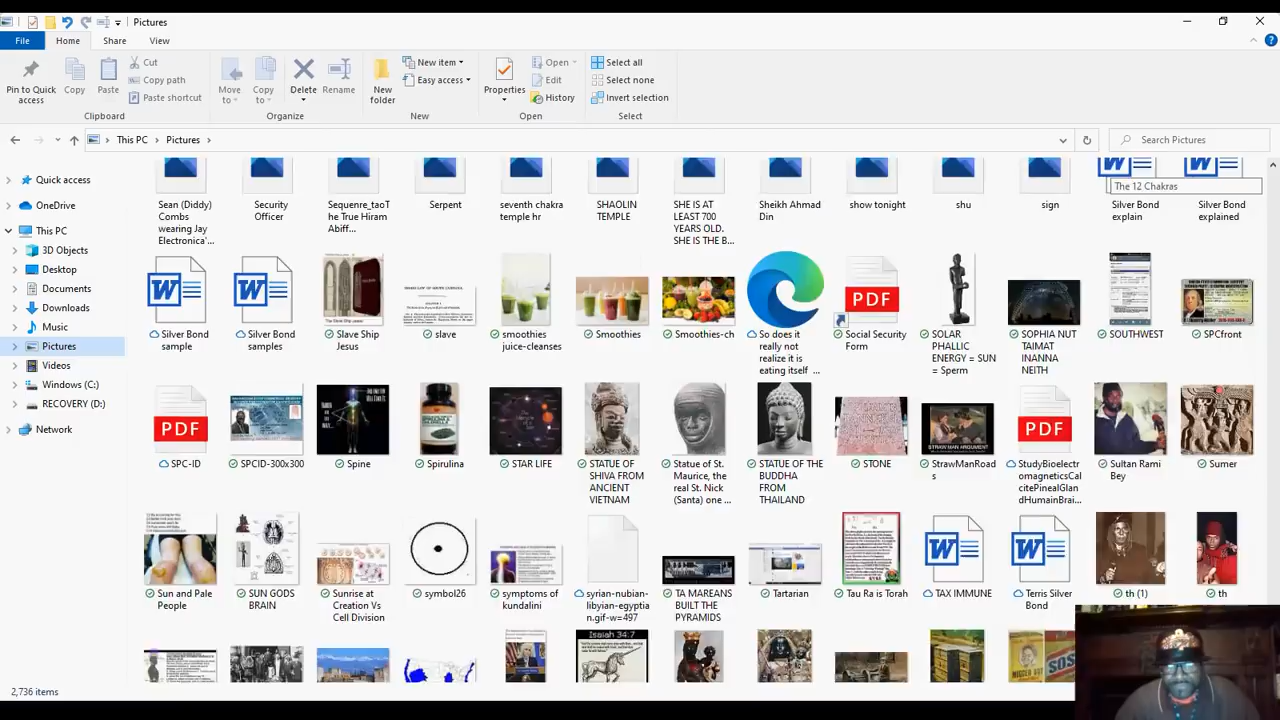 Pictures
File
Home
Share
View
Pin to Quick access
Copy
Paste
Cut
Copy path
Paste shortcut
Move to
Copy to
Delete
Rename
New folder
New item
Easy access
Properties
Open
Edit
History
Select all
Select none
Invert selection
Clipboard
Organize
New
Open
Select
This PC
Pictures
Search Pictures
Quick access
OneDrive
This PC
3D Objects
Desktop
Documents
Downloads
Music
Pictures
Videos
Windows (C:)
RECOVERY (D:)
Network
The 12 Chakras
Sean (Diddy) Combs wearing Jay Electronica'...
Security Officer
Sequenre_taoT he True Hiram Abiff...
Serpent
seventh chakra temple hr
SHAOLIN TEMPLE
SHE IS AT LEAST 700 YEARS OLD. SHE IS THE B...
Sheikh Ahmad Din
show tonight
shu
sign
Silver Bond explain
Silver Bond explained
Silver Bond sample
Silver Bond samples
Slave Ship Jesus
slave
smoothies juice-cleanses
Smoothies
Smoothies-ch
So does it really not realize it is eating itself ...
PDF
Social Security Form
SOLAR PHALLIC ENERGY = SUN = Sperm
SOPHIA NUT TAIMAT INANNA NEITH
SOUTHWEST
SPCfront
PDF
SPC-ID
SPCID-300x300
Spine
Spirulina
STAR LIFE
STATUE OF SHIVA FROM ANCIENT VIETNAM
Statue of St. Maurice, the real St. Nick (Santa) one ...
STATUE OF THE BUDDHA FROM THAILAND
STONE
STRAW MAN ARGUMENT
StrawManRoads
PDF
StudyBioelectromagneticsCalcitePinealGlandHumanBrai...
Sultan Rami Bey
Sumer
Sun and Pale People
SUN GODS BRAIN
Sunrise at Creation Vs Cell Division
symbol26
symptoms of kundalini
syrian-nubian-libyian-egyptian.gif-w=497
TA MAREANS BUILT THE PYRAMIDS
Tartarian
Tau Ra is Torah
TAX IMMUNE
Terris Silver Bond
th (1)
th
Isaiah 34:7
2,736 items